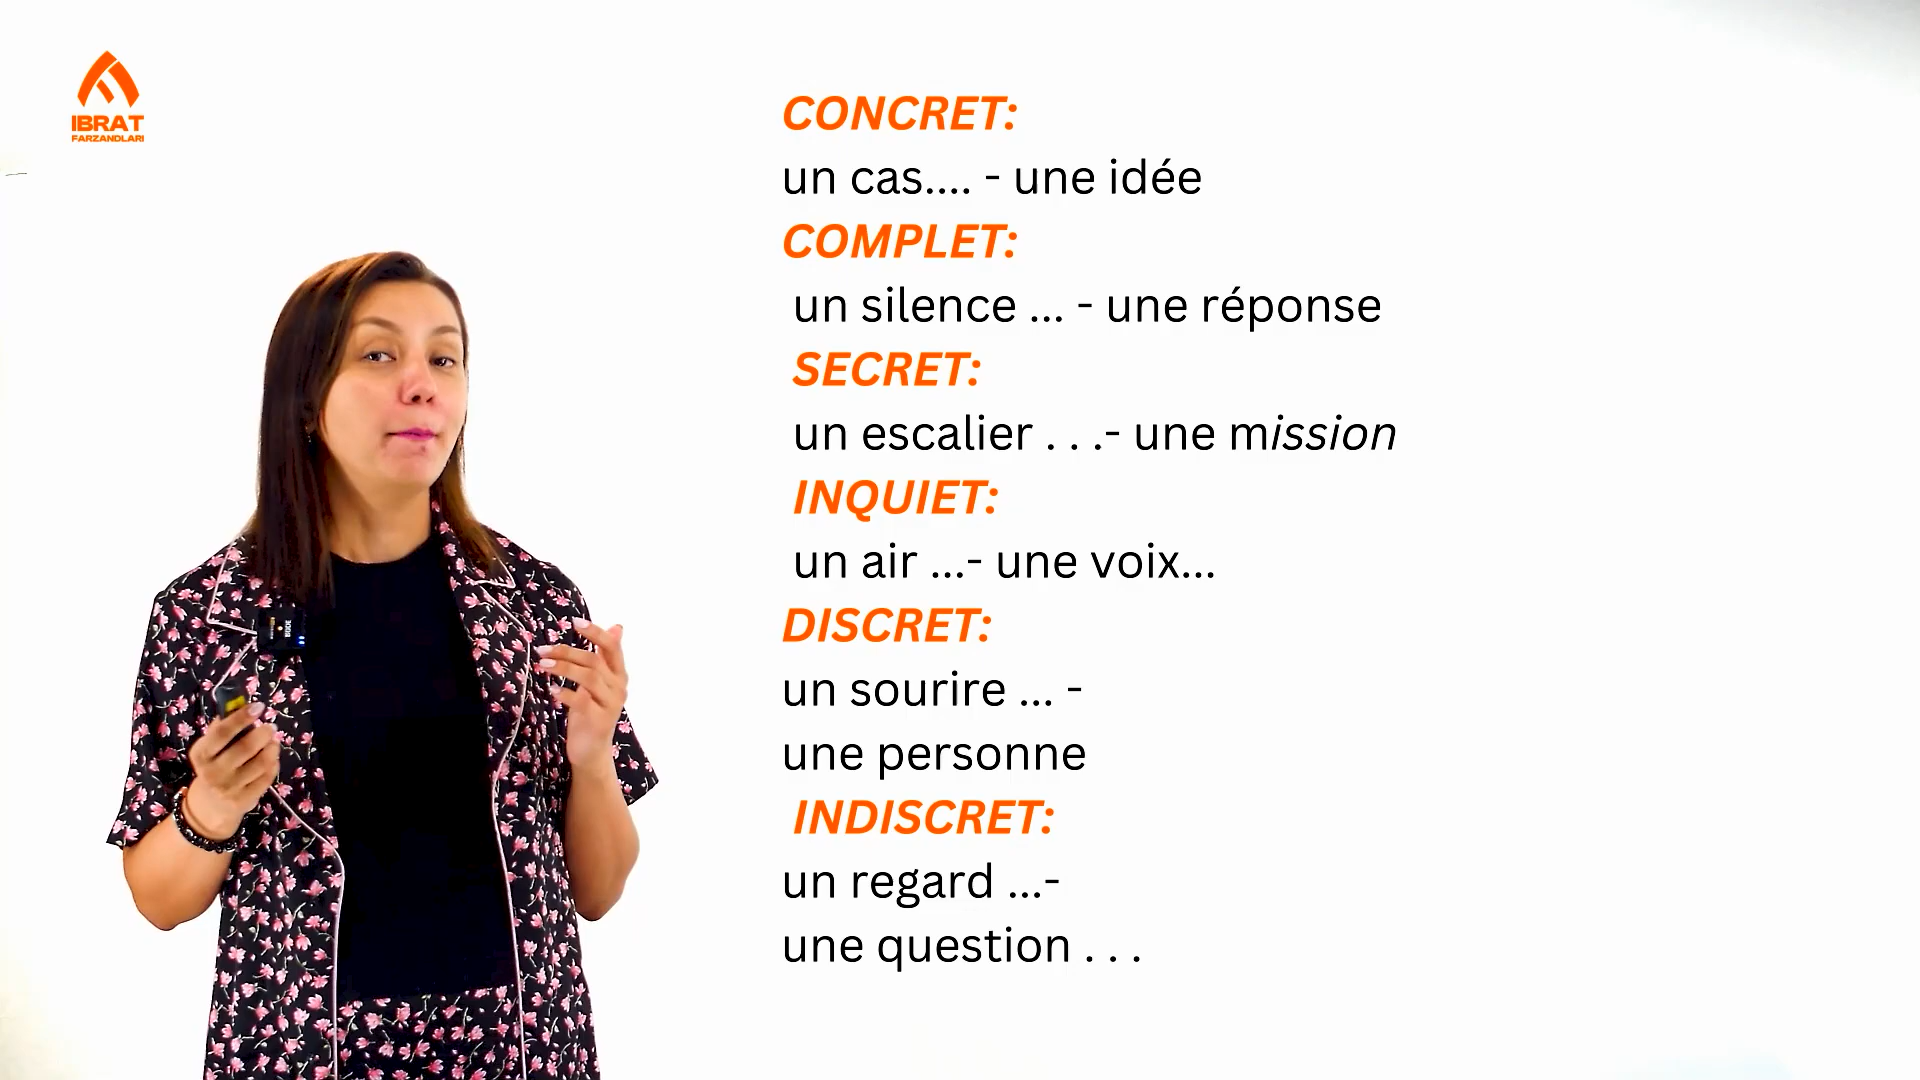 IBRAT
FARZANDLARI
CONCRET:
un cas.... - une idée
COMPLET:
un silence ... - une réponse
SECRET:
un escalier . . .- une mission
INQUIET:
un air ...- une voix...
DISCRET:
un sourire ... -
une personne
INDISCRET:
un regard ...-
une question . . .